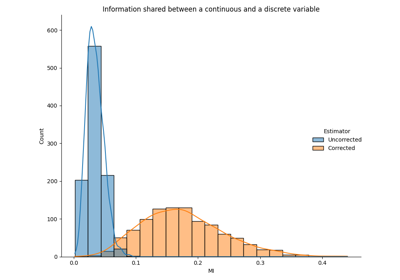 Information shared between a continuous and a discrete variable
600
500
400
300
200
100
0
Count
0.0 0.1 0.2 0.3 0.4
MI
Estimator
Uncorrected
Corrected